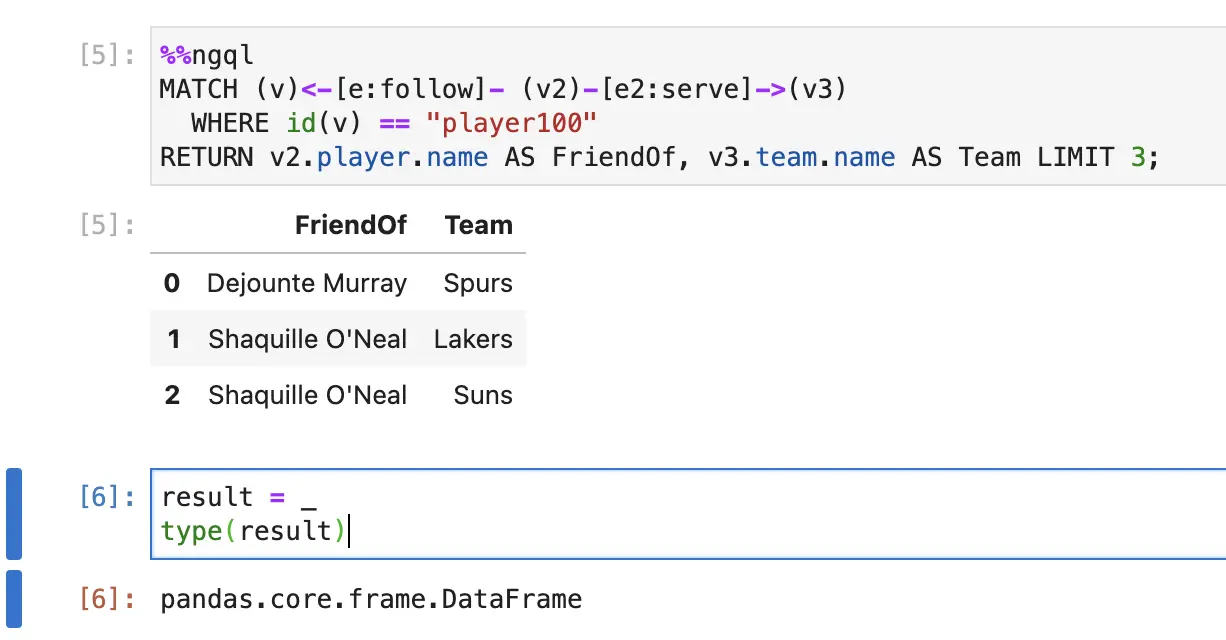 [5]: %%ngql
MATCH (v)<-[e:follow]- (v2)-[e2:serve]->(v3)
  WHERE id(v) == "player100"
RETURN v2.player.name AS FriendOf, v3.team.name AS Team LIMIT 3;
[5]: FriendOf Team
0 Dejounte Murray Spurs
1 Shaquille O'Neal Lakers
2 Shaquille O'Neal Suns
[6]: result = _
type(result)
[6]: pandas.core.frame.DataFrame